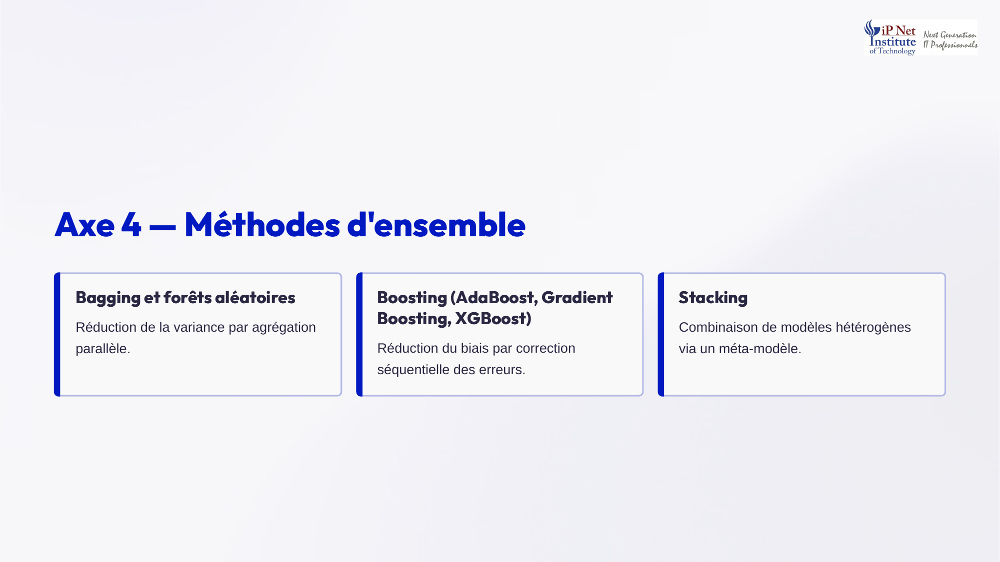 iP Net
Institute
of Technology
Next Generation
IT Professionnels
Axe 4 — Méthodes d'ensemble
Bagging et forêts aléatoires
Réduction de la variance par agrégation
parallèle.
Boosting (AdaBoost, Gradient
Boosting, XGBoost)
Réduction du biais par correction
séquentielle des erreurs.
Stacking
Combinaison de modèles hétérogènes
via un méta-modèle.